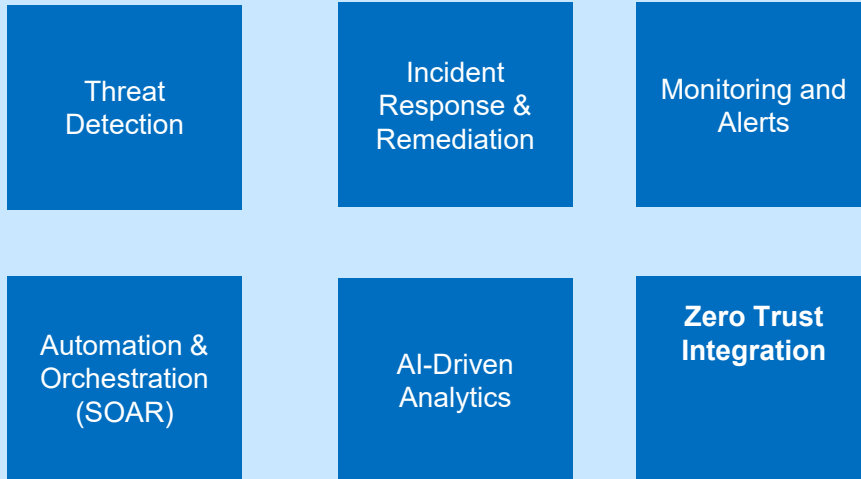 Threat
Detection
Incident
Response &
Remediation
Monitoring and
Alerts
Automation &
Orchestration
(SOAR)
AI-Driven
Analytics
Zero Trust
Integration